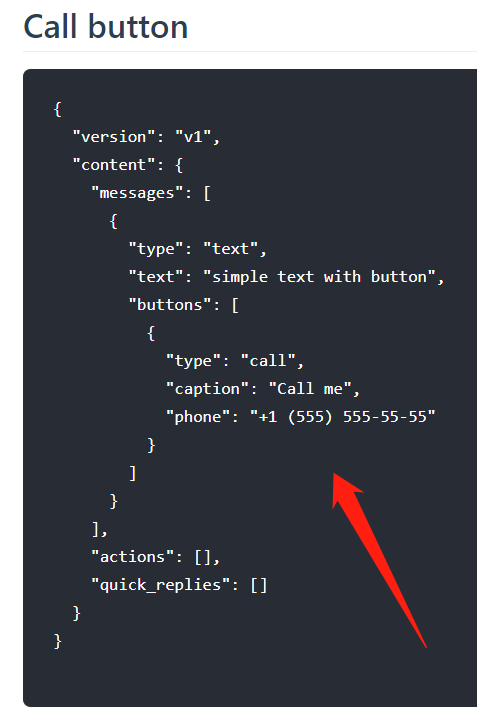 Call button
{
  "version": "v1",
  "content": {
    "messages": [
      {
        "type": "text",
        "text": "simple text with button",
        "buttons": [
          {
            "type": "call",
            "caption": "Call me",
            "phone": "+1 (555) 555-55-55"
          }
        ]
      }
    ],
    "actions": [],
    "quick_replies": []
  }
}